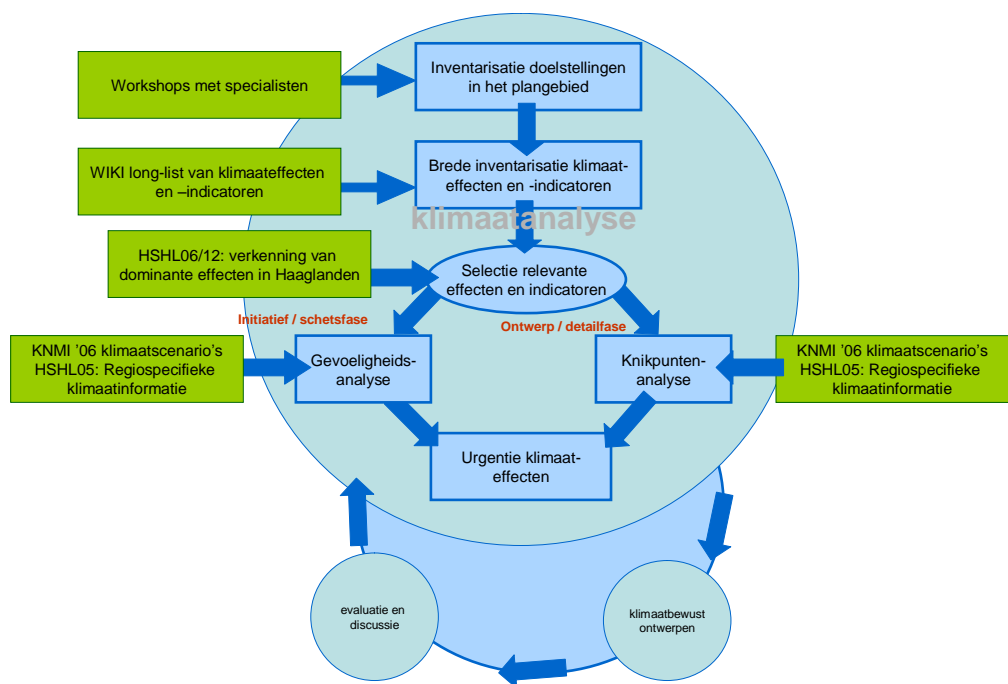 Workshops met specialisten
Inventarisatie doelstellingen
in het plangebied
WIKI long-list van klimaateffecten
en –indicatoren
Brede inventarisatie klimaat-
effecten en -indicatoren
klimaatanalyse
HSHL06/12: verkenning van
dominante effecten in Haaglanden
Selectie relevante
effecten en indicatoren
Initiatief / schetsfase
Ontwerp / detailfase
KNMI ’06 klimaatscenario’s
HSHL05: Regiospecifieke
klimaatinformatie
Gevoeligheids-
analyse
Knikpunten-
analyse
KNMI ’06 klimaatscenario’s
HSHL05: Regiospecifieke
klimaatinformatie
Urgentie klimaat-
effecten
evaluatie en
discussie
klimaatbewust
ontwerpen